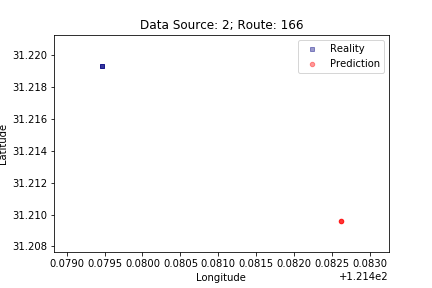 Data Source: 2; Route: 166
Reality
Prediction
31.220
31.218
31.216
31.214
31.212
31.210
31.208
Latitude
0.0790 0.0795 0.0800 0.0805 0.0810 0.0815 0.0820 0.0825 0.0830
+1.214e2
Longitude